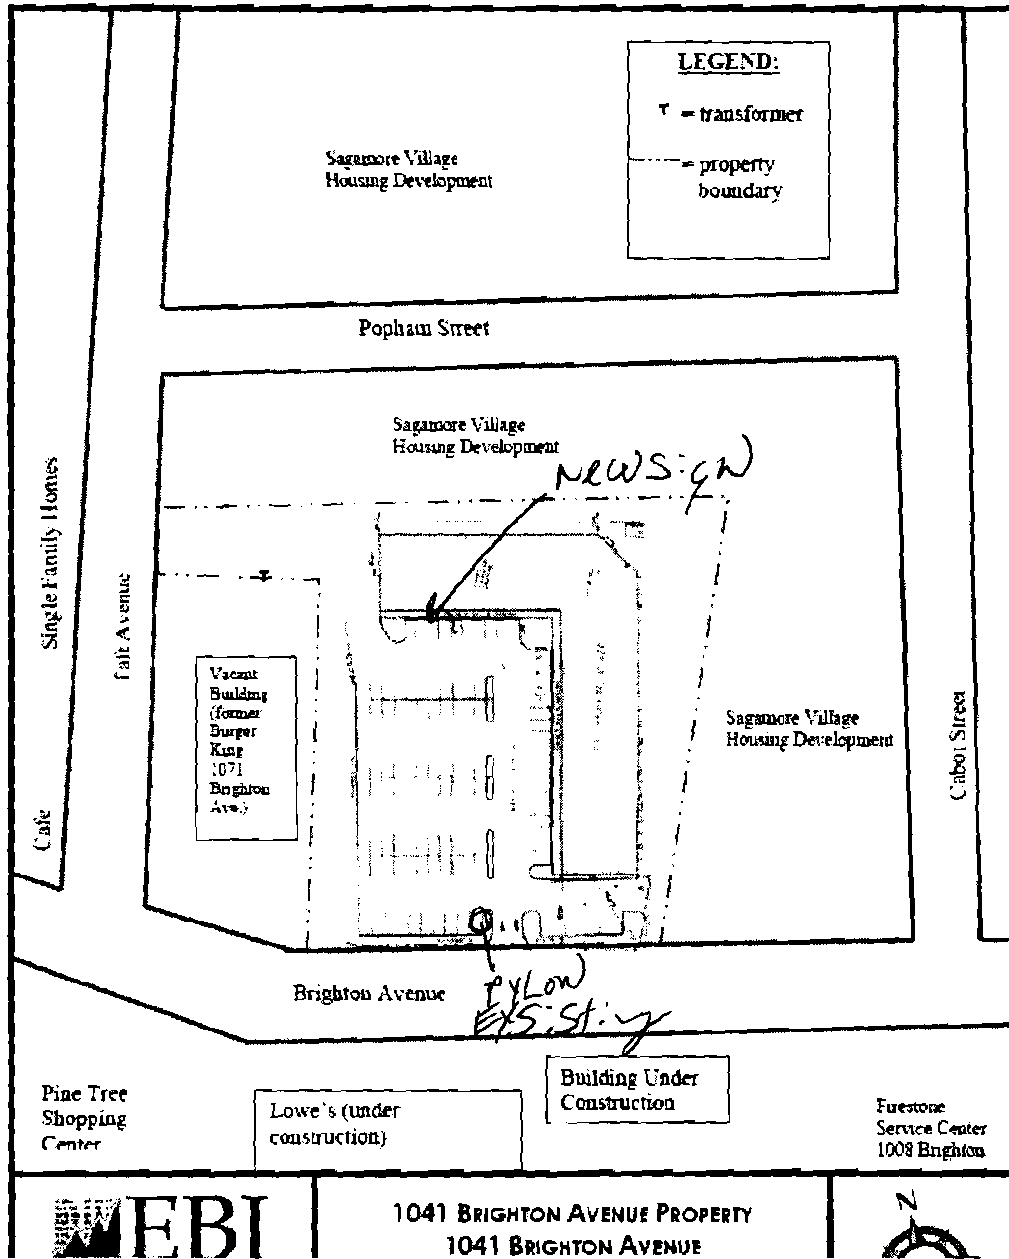 LEGEND:
T = transformer
= property
boundary
Sagamore Village
Housing Development
Popham Street
Sagamore Village
Housing Development
New Sign
Single Family Homes
Taft Avenue
Vacant
Building
(former
Burger
King
1071
Brighton
Ave.)
Sagamore Village
Housing Development
Cabot Street
Cafe
Brighton Avenue
PYLON
EXSisting
Pine Tree
Shopping
Center
Lowe's (under
construction)
Building Under
Construction
Firestone
Service Center
1008 Brighton
EBI
1041 BRIGHTON AVENUE PROPERTY
1041 BRIGHTON AVENUE
N